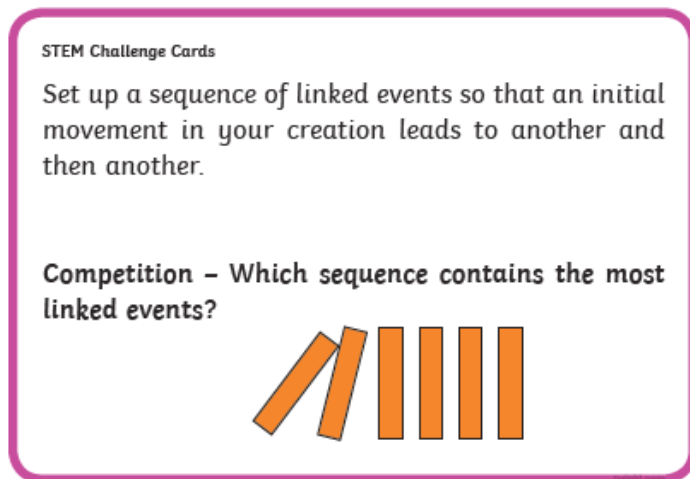 STEM Challenge Cards
Set up a sequence of linked events so that an initial
movement in your creation leads to another and
then another.
Competition – Which sequence contains the most
linked events?